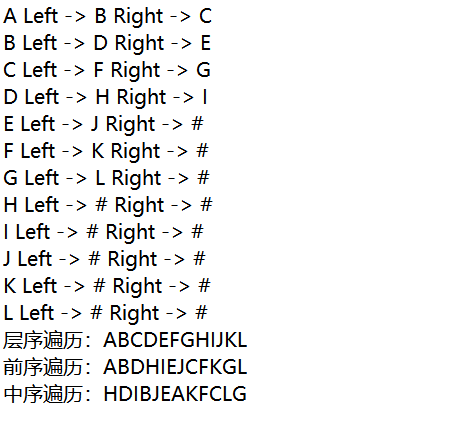 A Left -> B Right -> C
B Left -> D Right -> E
C Left -> F Right -> G
D Left -> H Right -> I
E Left -> J Right -> #
F Left -> K Right -> #
G Left -> L Right -> #
H Left -> # Right -> #
I Left -> # Right -> #
J Left -> # Right -> #
K Left -> # Right -> #
L Left -> # Right -> #
层序遍历：ABCDEFGHIJKL
前序遍历：ABDHIEJCFKGL
中序遍历：HDIBJEAKFCLG